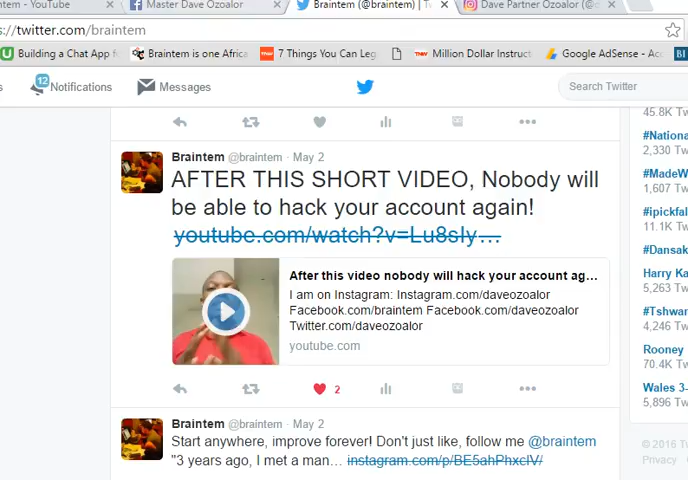 ntem - YouTube Master Dave Ozoalor Braintem (@braintem) | T Dave Partner Ozoalor (@
s://twitter.com/braintem
U Building a Chat App f Braintem is one Africa TNW 7 Things You Can Leg TNW Million Dollar Instruct Google AdSense - Acc BI
s 12 Notifications Messages Search Twitter
45.8K Tw
Braintem @braintem · May 2
AFTER THIS SHORT VIDEO, Nobody will
be able to hack your account again!
youtube.com/watch?v=Lu8sIy…
After this video nobody will hack your account ag...
I am on Instagram: Instagram.com/daveozoalor
Facebook.com/braintem Facebook.com/daveozoalor
Twitter.com/daveozoalor
youtube.com
2
Braintem @braintem · May 2
Start anywhere, improve forever! Don't just like, follow me @braintem
"3 years ago, I met a man… instagram.com/p/BE5ahPhxcIV/
#Nationa
2,330 Tw
#MadeW
1,607 Tw
#ipickfal
11.1K Tw
#Dansak
Harry Ka
5,263 Tw
#Tshwar
4,246 Tw
Rooney
70.4K Tw
Wales 3-
5,896 Tw
© 2016 Tw
Privacy